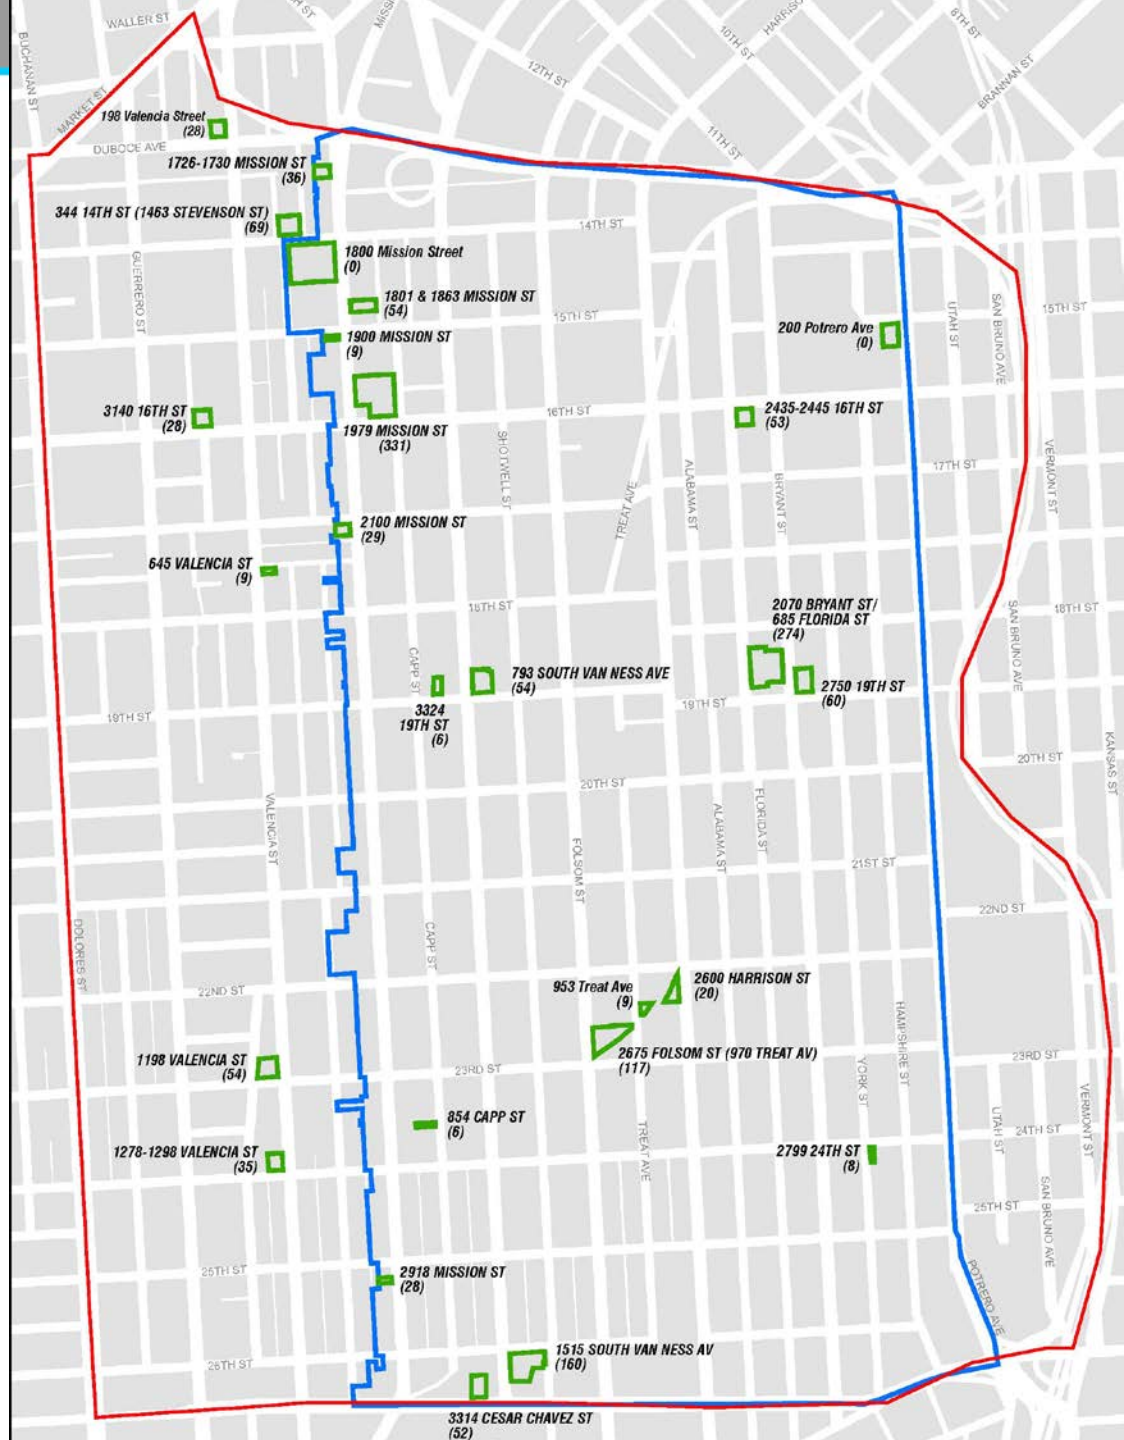 WALLER ST
BUCHANAN ST
MARKET ST
12TH ST
10TH ST
8TH ST
BRANNAN ST
11TH ST
198 Valencia Street
(28)
DUBOCE AVE
1726-1730 MISSION ST
(36)
344 14TH ST (1463 STEVENSON ST)
(69)
14TH ST
GUERRERO ST
1800 Mission Street
(0)
1801 & 1863 MISSION ST
(54)
15TH ST
UTAH ST
SAN BRUNO AVE
15TH ST
200 Potrero Ave
(0)
1900 MISSION ST
(9)
3140 16TH ST
(28)
1979 MISSION ST
(331)
16TH ST
2435-2445 16TH ST
(53)
SHOTWELL ST
TREAT AVE
ALABAMA ST
BRYANT ST
17TH ST
VERMONT ST
2100 MISSION ST
(29)
645 VALENCIA ST
(9)
18TH ST
2070 BRYANT ST/
685 FLORIDA ST
(274)
SAN BRUNO AVE
18TH ST
CAPP ST
793 SOUTH VAN NESS AVE
(54)
2750 19TH ST
(60)
3324
19TH ST
(6)
19TH ST
19TH ST
20TH ST
20TH ST
KANSAS ST
VALENCIA ST
FOLSOM ST
ALABAMA ST
FLORIDA ST
21ST ST
22ND ST
DOLORES ST
CAPP ST
22ND ST
953 Treat Ave
(9)
2600 HARRISON ST
(20)
2675 FOLSOM ST (970 TREAT AV)
(117)
HAMPSHIRE ST
1198 VALENCIA ST
(54)
23RD ST
YORK ST
23RD ST
854 CAPP ST
(6)
TREAT AVE
UTAH ST
24TH ST
VERMONT ST
1278-1298 VALENCIA ST
(35)
2799 24TH ST
(8)
25TH ST
SAN BRUNO AVE
25TH ST
2918 MISSION ST
(28)
POTRERO AVE
26TH ST
1515 SOUTH VAN NESS AV
(160)
3314 CESAR CHAVEZ ST
(52)